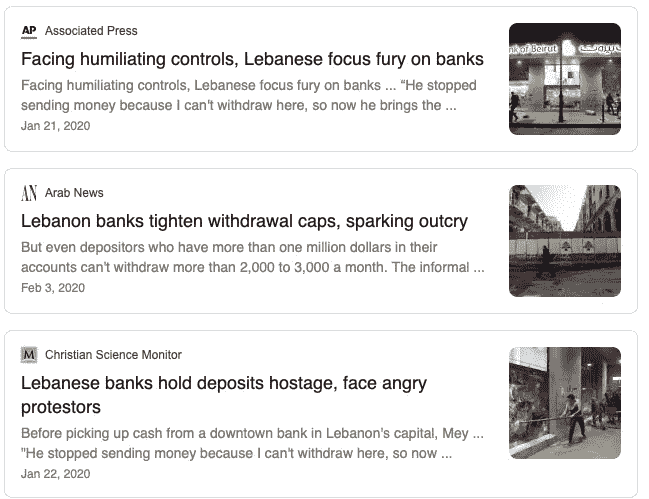 AP Associated Press
Facing humiliating controls, Lebanese focus fury on banks
Facing humiliating controls, Lebanese focus fury on banks ... “He stopped
sending money because I can't withdraw here, so now he brings the ...
Jan 21, 2020
nk of Beirut
AN Arab News
Lebanon banks tighten withdrawal caps, sparking outcry
But even depositors who have more than one million dollars in their
accounts can't withdraw more than 2,000 to 3,000 a month. The informal ...
Feb 3, 2020
M Christian Science Monitor
Lebanese banks hold deposits hostage, face angry
protestors
Before picking up cash from a downtown bank in Lebanon's capital, Mey ...
"He stopped sending money because I can't withdraw here, so now ...
Jan 22, 2020